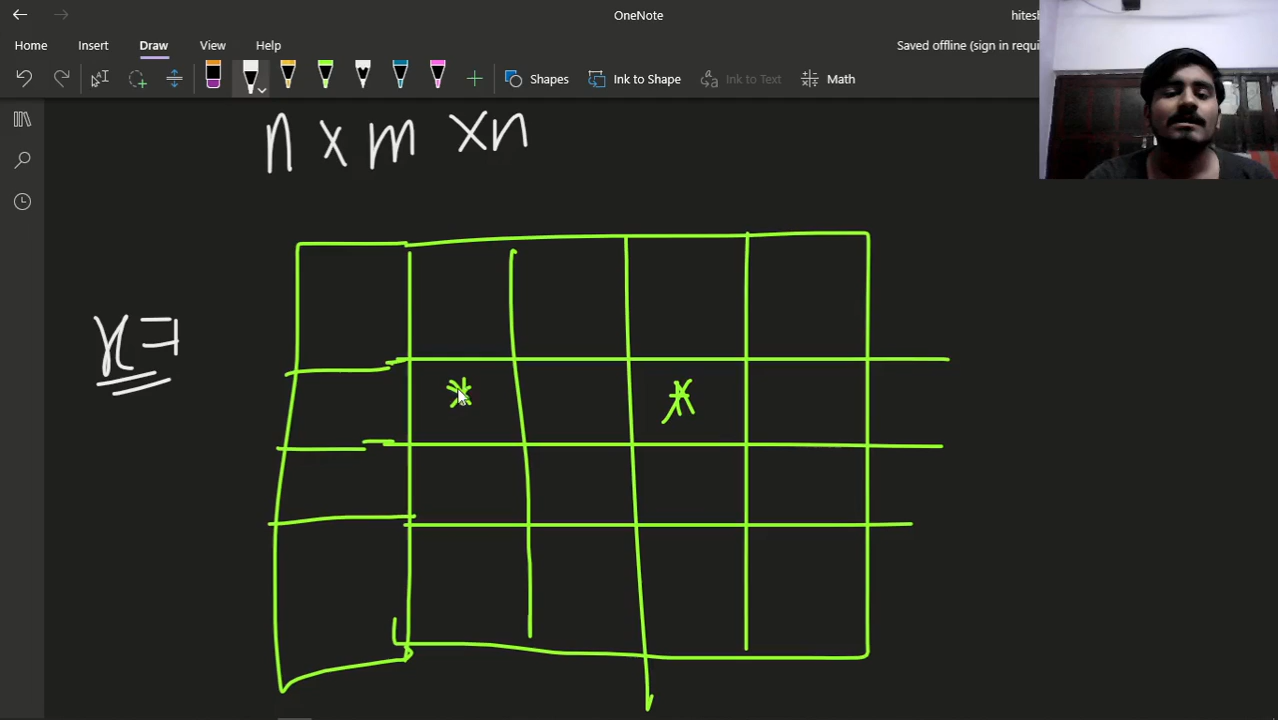 OneNote
hitesh
Home Insert Draw View Help
Saved offline (sign in requi
Shapes Ink to Shape Ink to Text Math
n x m x n
x =
* *